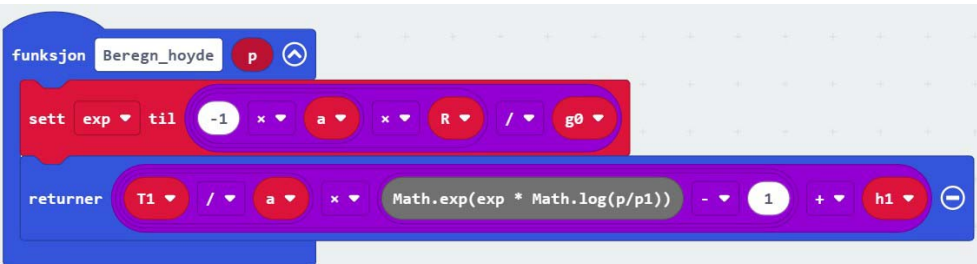 funksjon Beregn_hoyde p
sett exp til -1 × a × R / g0
returner T1 / a × Math.exp(exp * Math.log(p/p1)) - 1 + h1